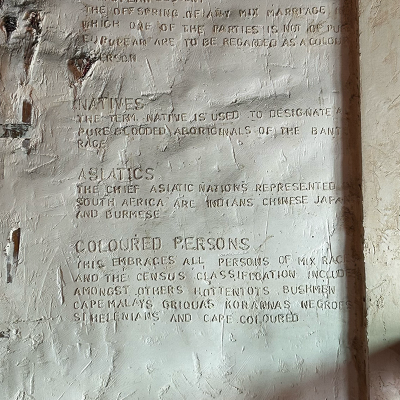 THE OFFSPRING OF ANY MIX MARRIAGE
WHICH ONE OF THE PARTIES IS NOT OF PU
EUROPEAN ARE TO BE REGARDED AS A COLOU
PERSON
NATIVES
THE TERM NATIVE IS USED TO DESIGNATE A
PURE BLOODED ABORIGINALS OF THE BANT
RACE
ASIATICS
THE CHIEF ASIATIC NATIONS REPRESENTED
SOUTH AFRICA ARE INDIANS CHINESE JAPA
AND BURMESE
COLOURED PERSONS
THIS EMBRACES ALL PERSONS OF MIX RAC
AND THE CENSUS CLASSIFICATION INCLUDE
AMONGST OTHERS HOTTENTOTS BUSHMEN
CAPE MALAYS GRIQUAS KORANNAS NEGROES
ST HELENIANS AND CAPE COLOURED